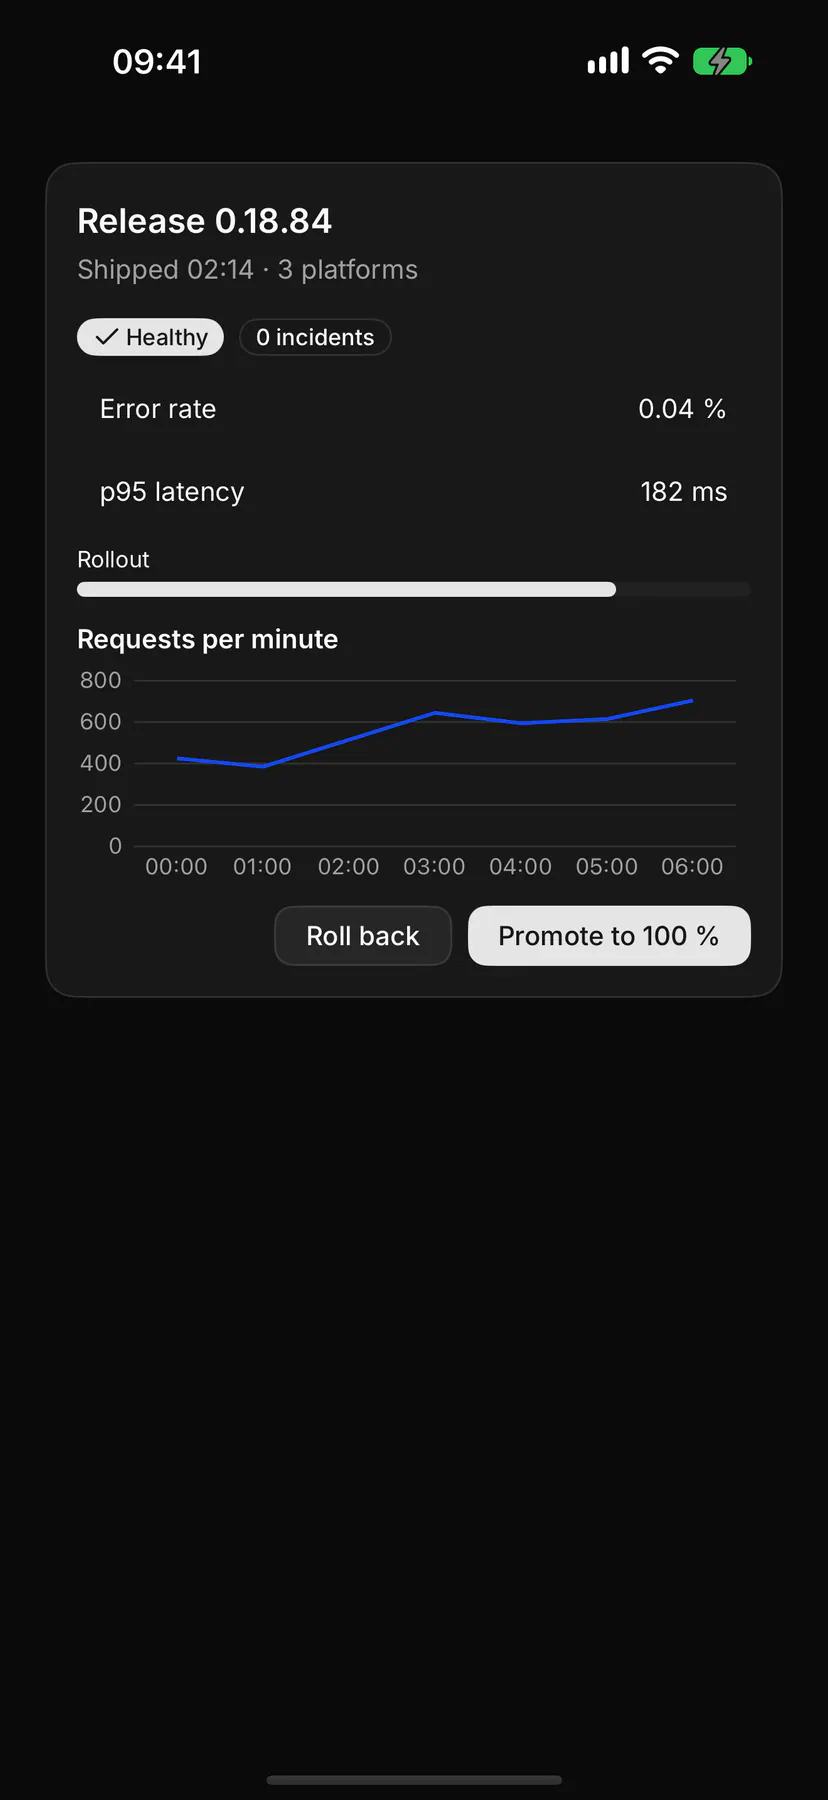 09:41
Release 0.18.84
Shipped 02:14 · 3 platforms
Healthy 0 incidents
Error rate 0.04 %
p95 latency 182 ms
Rollout
Requests per minute
800
600
400
200
0
00:00 01:00 02:00 03:00 04:00 05:00 06:00
Roll back Promote to 100 %